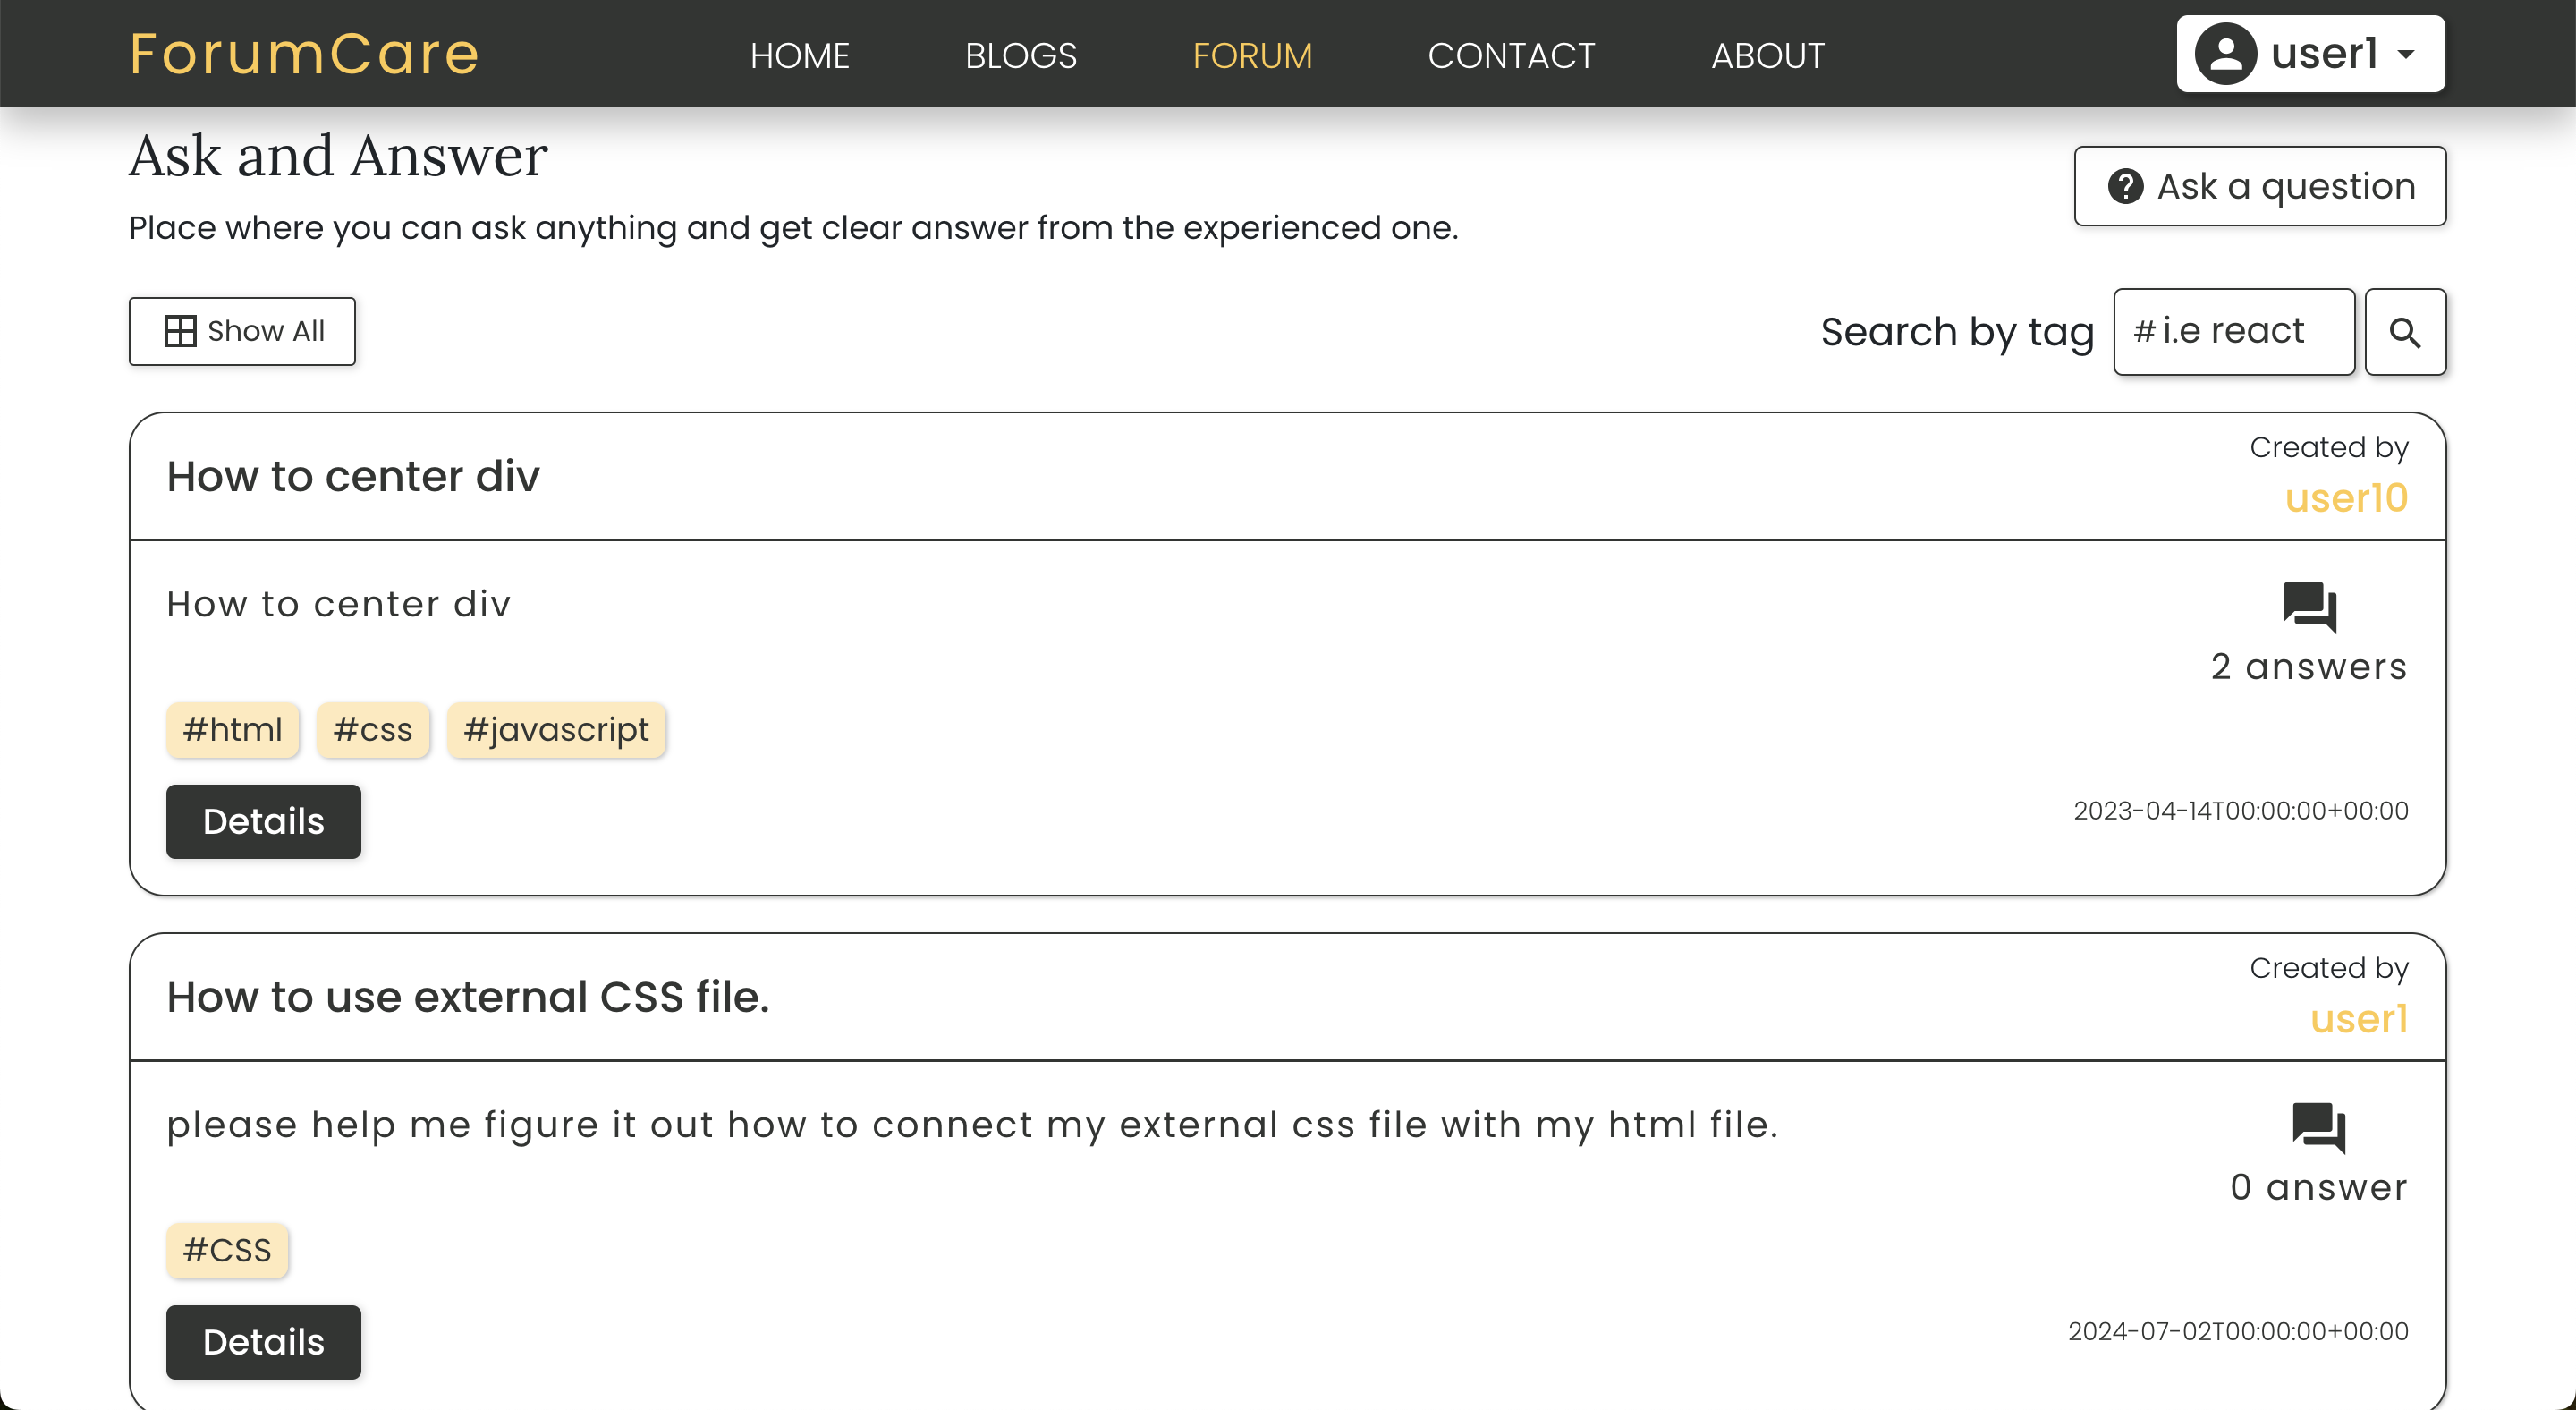 ForumCare HOME BLOGS FORUM CONTACT ABOUT user1
Ask and Answer
Ask a question
Place where you can ask anything and get clear answer from the experienced one.
Show All
Search by tag # i.e react
How to center div
Created by
user10
How to center div
2 answers
#html #css #javascript
Details
2023-04-14T00:00:00+00:00
How to use external CSS file.
Created by
user1
please help me figure it out how to connect my external css file with my html file.
0 answer
#CSS
Details
2024-07-02T00:00:00+00:00